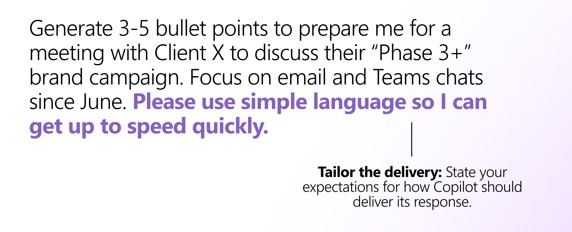 Generate 3-5 bullet points to prepare me for a
meeting with Client X to discuss their “Phase 3+”
brand campaign. Focus on email and Teams chats
since June. Please use simple language so I can
get up to speed quickly.
Tailor the delivery: State your
expectations for how Copilot should
deliver its response.